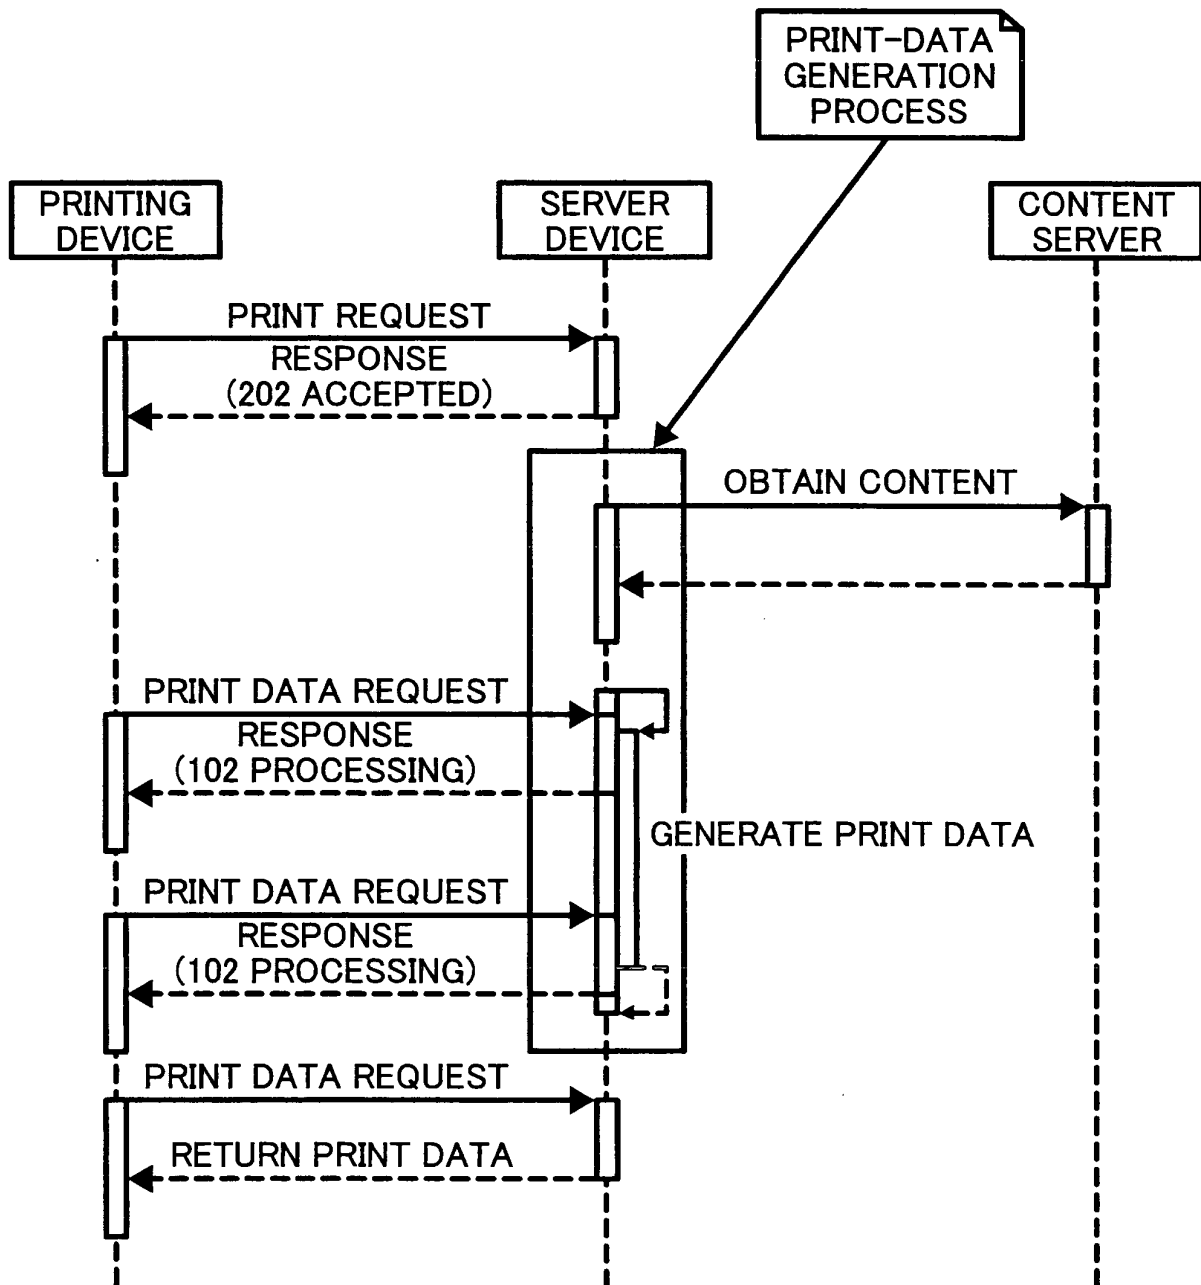 PRINT-DATA
GENERATION
PROCESS
PRINTING
DEVICE
SERVER
DEVICE
CONTENT
SERVER
PRINT REQUEST
RESPONSE
(202 ACCEPTED)
OBTAIN CONTENT
PRINT DATA REQUEST
RESPONSE
(102 PROCESSING)
GENERATE PRINT DATA
PRINT DATA REQUEST
RESPONSE
(102 PROCESSING)
PRINT DATA REQUEST
RETURN PRINT DATA